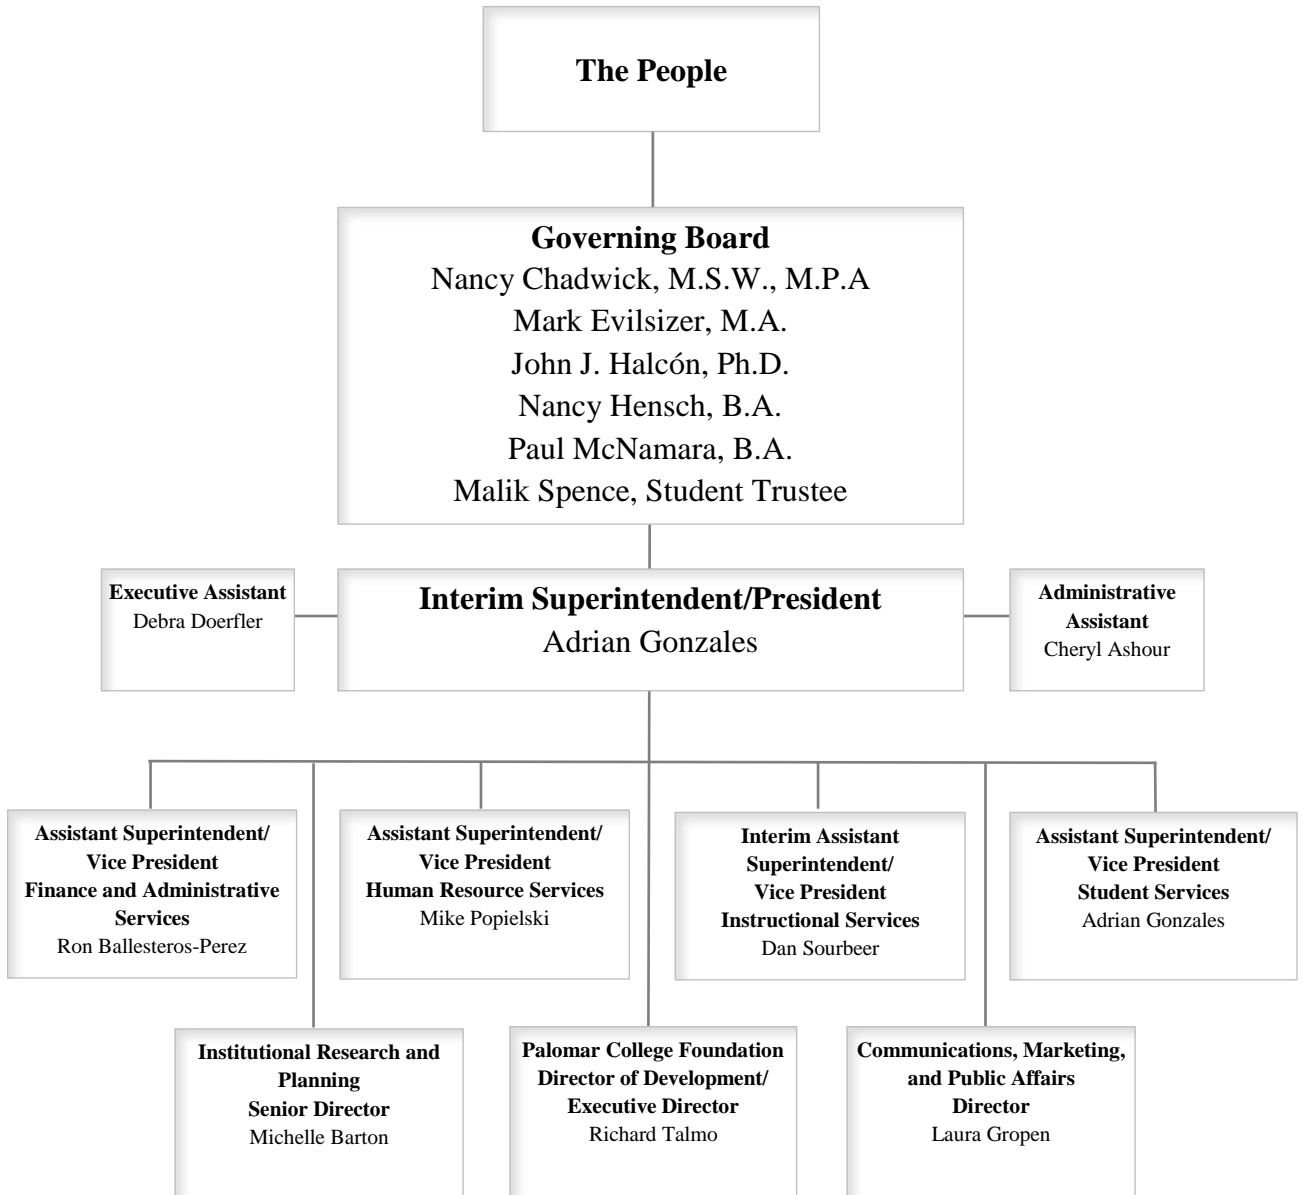 The People
Governing Board
Nancy Chadwick, M.S.W., M.P.A
Mark Evilsizer, M.A.
John J. Halcón, Ph.D.
Nancy Hensch, B.A.
Paul McNamara, B.A.
Malik Spence, Student Trustee
Executive Assistant
Debra Doerfler
Interim Superintendent/President
Adrian Gonzales
Administrative
Assistant
Cheryl Ashour
Assistant Superintendent/
Vice President
Finance and Administrative
Services
Ron Ballesteros-Perez
Assistant Superintendent/
Vice President
Human Resource Services
Mike Popielski
Interim Assistant
Superintendent/
Vice President
Instructional Services
Dan Sourbeer
Assistant Superintendent/
Vice President
Student Services
Adrian Gonzales
Institutional Research and
Planning
Senior Director
Michelle Barton
Palomar College Foundation
Director of Development/
Executive Director
Richard Talmo
Communications, Marketing,
and Public Affairs
Director
Laura Gropen